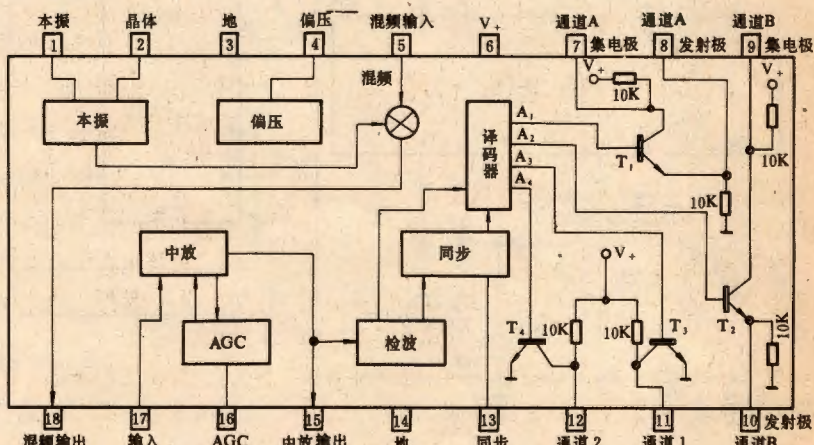 本振 晶体 地 偏压 混频输入 V+ 通道A 通道A 通道B
1 2 3 4 5 6 7 集电极 8 发射极 9 集电极
混频 V+ V+
10K
本振 偏压 译码器 A1 10K
A2 T1
A3
A4 10K
中放 同步 V+
AGC 检波 T4 10K 10K T3 T2 10K
18 17 16 15 14 13 12 11 10 发射极
混频输出 输入 AGC 中放输出 地 同步 通道2 通道1 通道B